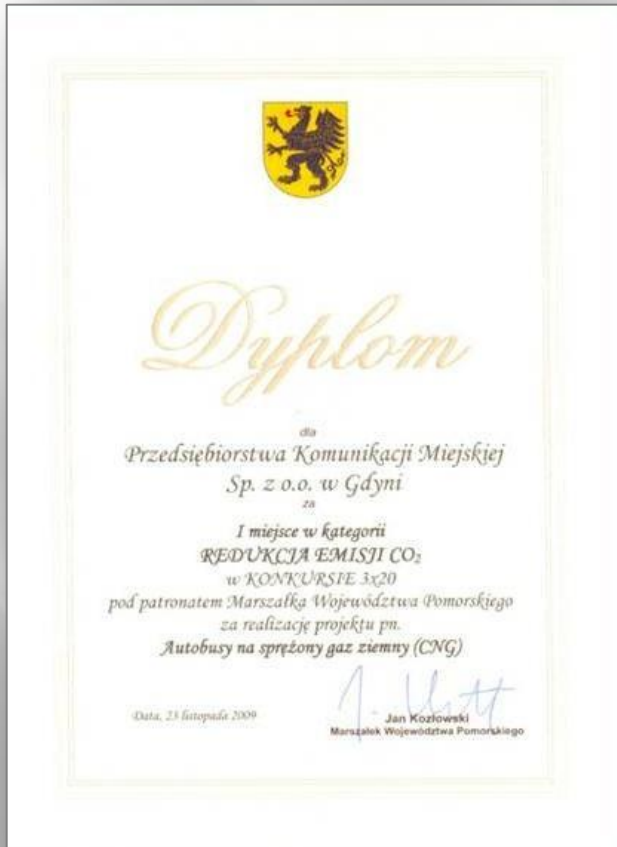 Dyplom
dla
Przedsiębiorstwa Komunikacji Miejskiej
Sp. z o.o. w Gdyni
za
I miejsce w kategorii
REDUKCJA EMISJI CO₂
w KONKURSIE 3x20
pod patronatem Marszałka Województwa Pomorskiego
za realizację projektu pn.
Autobusy na sprężony gaz ziemny (CNG)
Data, 23 listopada 2009
Jan Kozłowski
Marszałek Województwa Pomorskiego